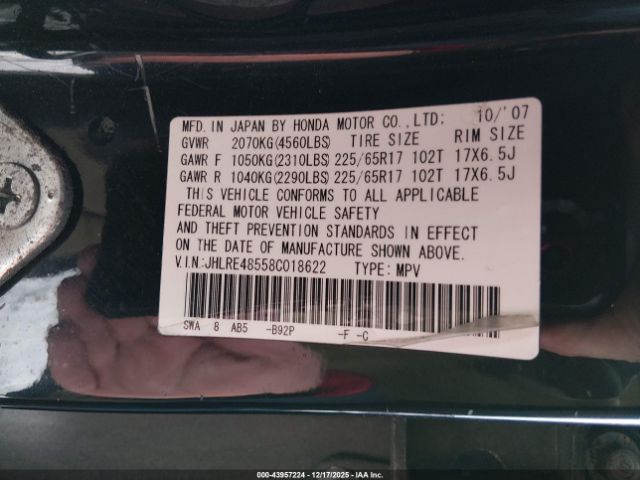 MFD. IN JAPAN BY HONDA MOTOR CO.,LTD: 10/'07
GVWR 2070KG(4560LBS) TIRE SIZE RIM SIZE
GAWR F 1050KG(2310LBS) 225/65R17 102T 17X6.5J
GAWR R 1040KG(2290LBS) 225/65R17 102T 17X6.5J
THIS VEHICLE CONFORMS TO ALL APPLICABLE
FEDERAL MOTOR VEHICLE SAFETY
AND THEFT PREVENTION STANDARDS IN EFFECT
ON THE DATE OF MANUFACTURE SHOWN ABOVE.
V.I.N:JHLRE48558C018622 TYPE: MPV
SWA 8 AB5 -B92P -F -C
000-43957224 | 12/17/2025 | IAA Inc.